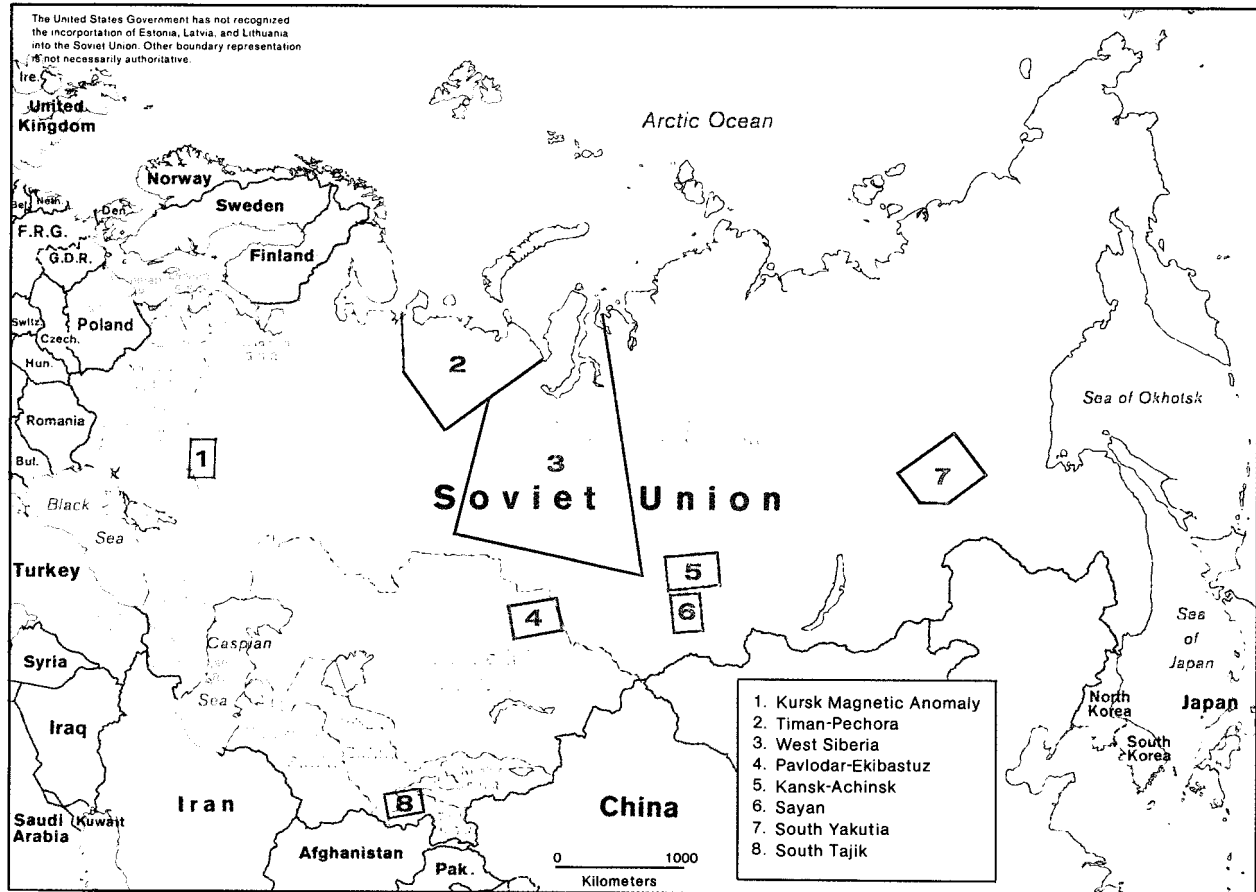 The United States Government has not recognized
the incorportation of Estonia, Latvia, and Lithuania
into the Soviet Union. Other boundary representation
is not necessarily authoritative.
Ire.
United
Kingdom
Arctic Ocean
Norway
Sweden
Finland
Bel.
Neth.
Den.
F.R.G.
G.D.R.
Poland
Switz.
Czech.
Hun.
Romania
Bul.
Black
Sea
Turkey
Syria
Iraq
Saudi
Arabia
Kuwait
Iran
Caspian
Sea
Afghanistan
Pak.
China
Soviet Union
1
2
3
4
5
6
7
8
Sea of Okhotsk
Sea
of
Japan
North
Korea
South
Korea
Japan
0 1000
Kilometers
1. Kursk Magnetic Anomaly
2. Timan-Pechora
3. West Siberia
4. Pavlodar-Ekibastuz
5. Kansk-Achinsk
6. Sayan
7. South Yakutia
8. South Tajik